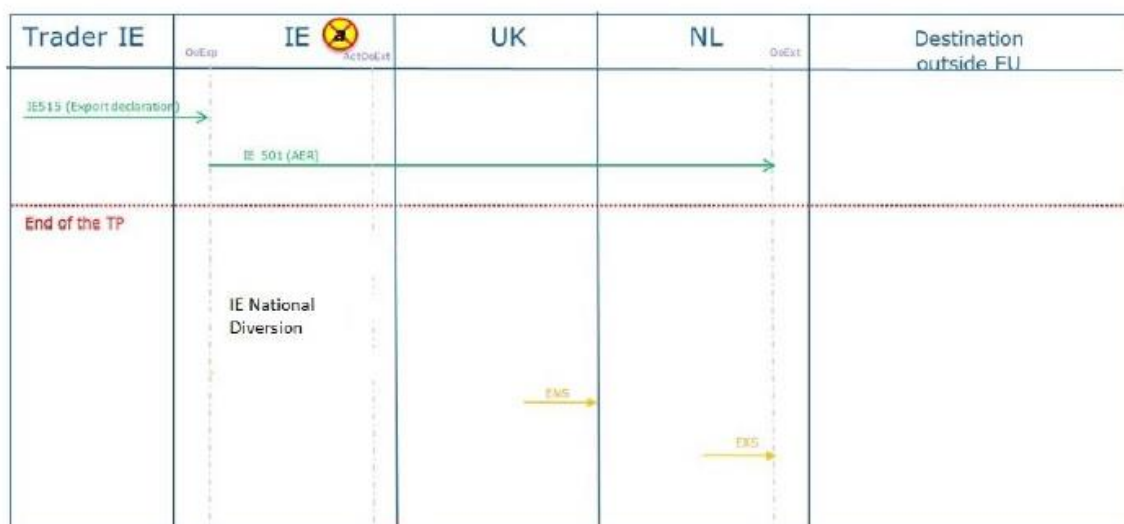 Trader IE
IE
UK
NL
Destination
outside EU
OoExp
ActOoExt
OoExt
IE515 (Export declaration)
IE 501 (AER)
End of the TP
IE National
Diversion
ENS
EXS